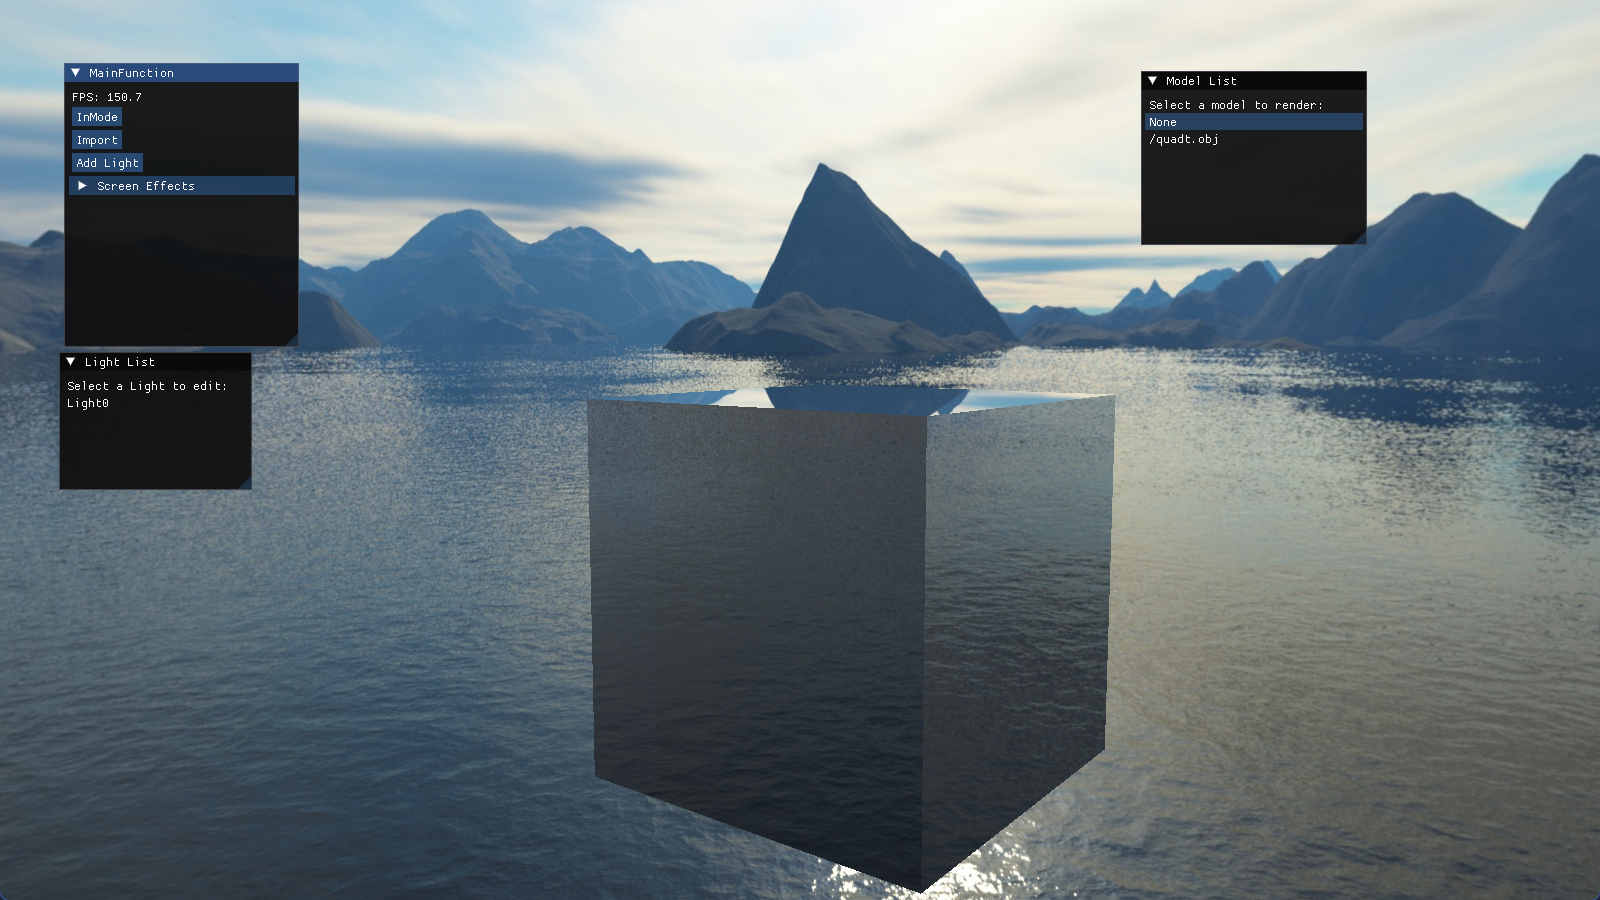 MainFunction
FPS: 150.7
InMode
Import
Add Light
Screen Effects
Light List
Select a Light to edit:
Light0
Model List
Select a model to render:
None
/quadt.obj